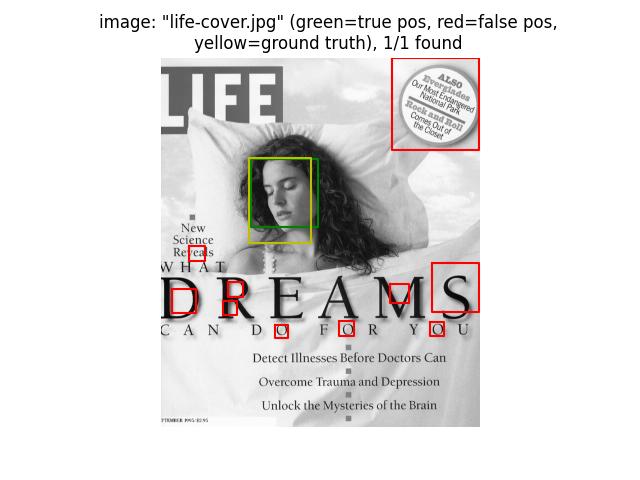 image: "life-cover.jpg" (green=true pos, red=false pos,
yellow=ground truth), 1/1 found
LIFE
ALSO
Everglades
Our Most Endangered
National Park
Rock and Roll
Comes Out of
the Closet
New
Science
Reveals
WHAT
DREAMS
CAN DO FOR YOU
Detect Illnesses Before Doctors Can
Overcome Trauma and Depression
Unlock the Mysteries of the Brain